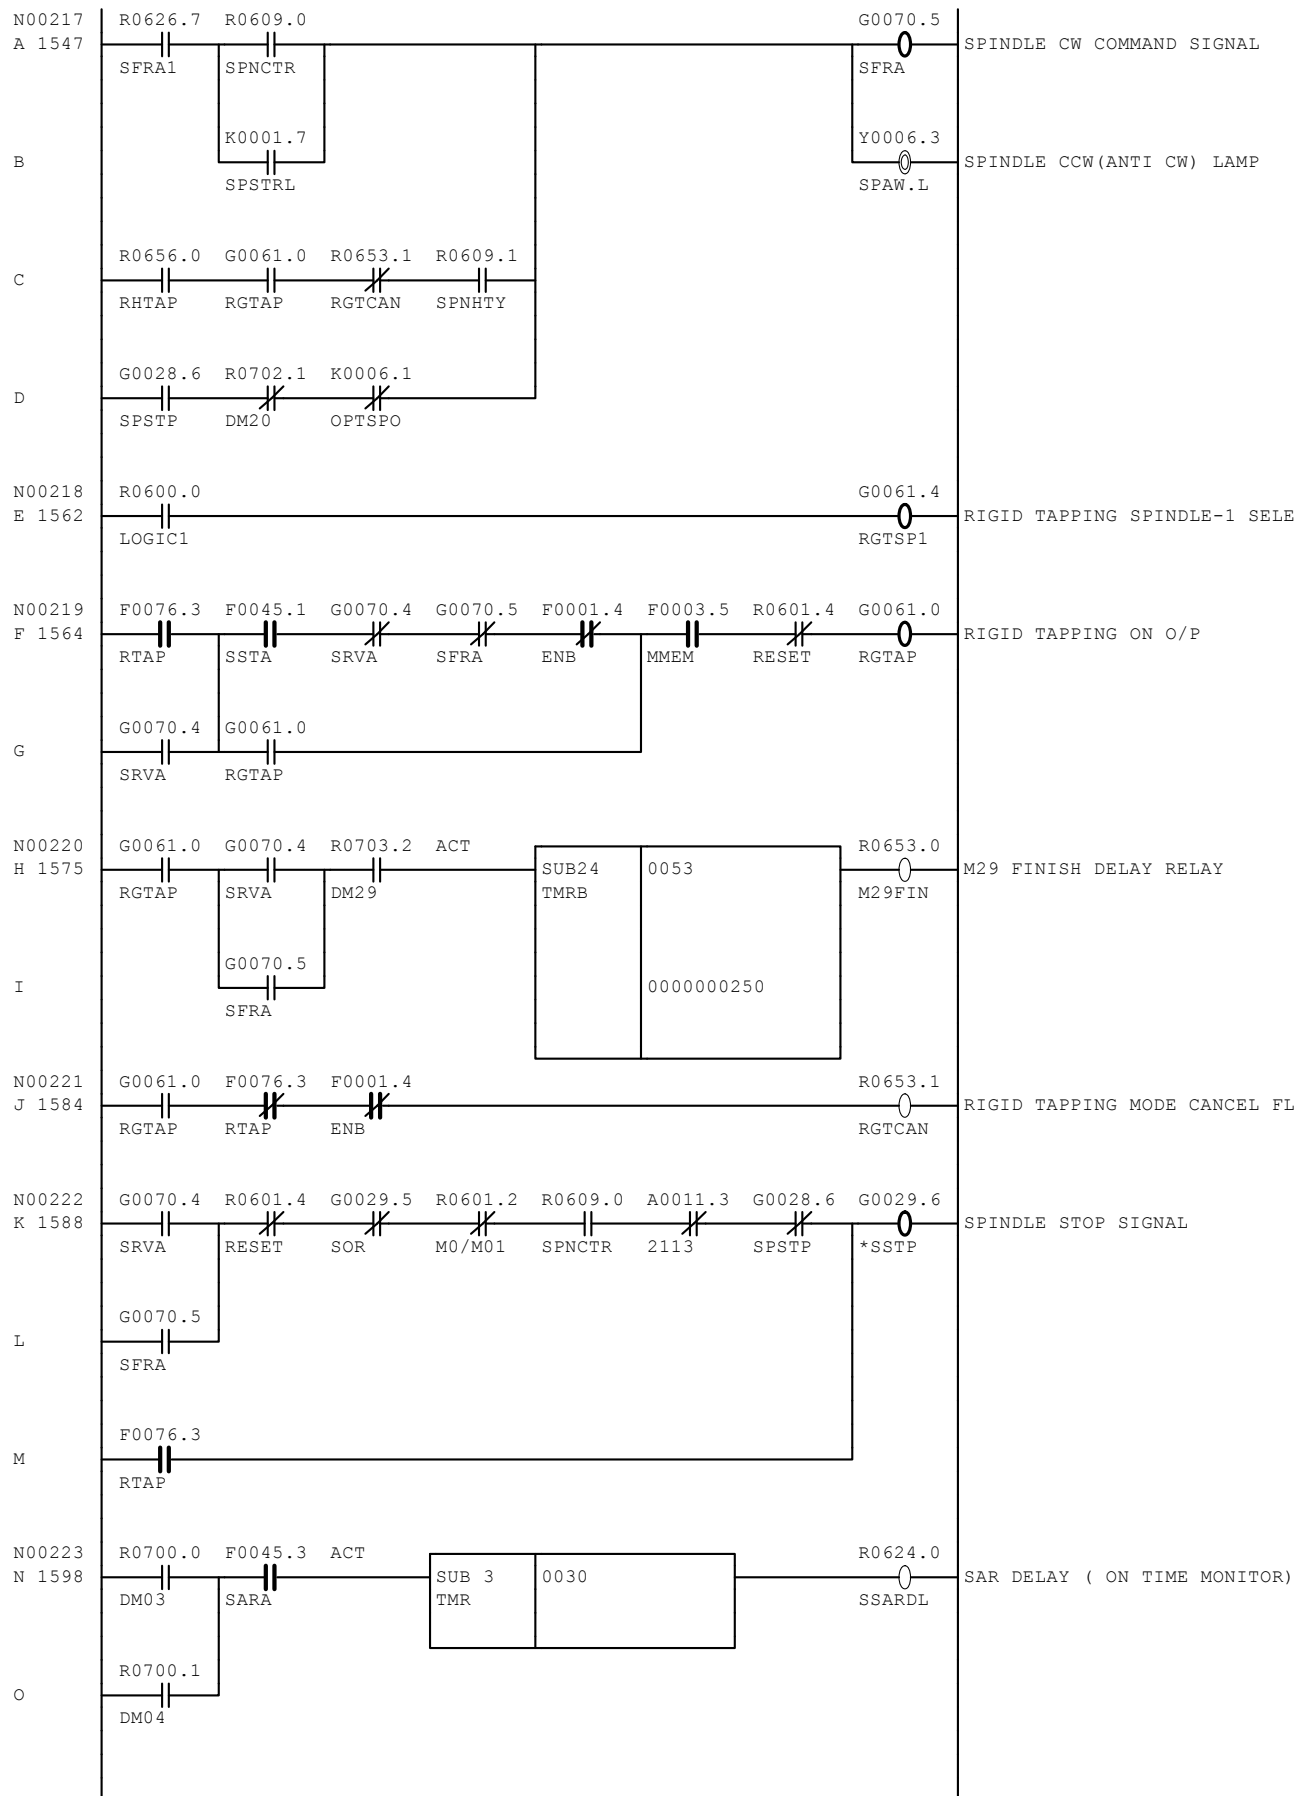 N00217 R0626.7 R0609.0 G0070.5
A 1547 SPINDLE CW COMMAND SIGNAL
SFRA1 SPNCTR SFRA
K0001.7 Y0006.3
B SPINDLE CCW(ANTI CW) LAMP
SPSTRL SPAW.L
R0656.0 G0061.0 R0653.1 R0609.1
C
RHTAP RGTAP RGTCAN SPNHTY
G0028.6 R0702.1 K0006.1
D
SPSTP DM20 OPTSPO
N00218 R0600.0 G0061.4
E 1562 RIGID TAPPING SPINDLE-1 SELE
LOGIC1 RGTSP1
N00219 F0076.3 F0045.1 G0070.4 G0070.5 F0001.4 F0003.5 R0601.4 G0061.0
F 1564 RIGID TAPPING ON O/P
RTAP SSTA SRVA SFRA ENB MMEM RESET RGTAP
G0070.4 G0061.0
G
SRVA RGTAP
N00220 G0061.0 G0070.4 R0703.2 ACT R0653.0
H 1575 SUB24 0053 M29 FINISH DELAY RELAY
RGTAP SRVA DM29 TMRB M29FIN
G0070.5
I 0000000250
SFRA
N00221 G0061.0 F0076.3 F0001.4 R0653.1
J 1584 RIGID TAPPING MODE CANCEL FL
RGTAP RTAP ENB RGTCAN
N00222 G0070.4 R0601.4 G0029.5 R0601.2 R0609.0 A0011.3 G0028.6 G0029.6
K 1588 SPINDLE STOP SIGNAL
SRVA RESET SOR M0/M01 SPNCTR 2113 SPSTP *SSTP
G0070.5
L
SFRA
F0076.3
M
RTAP
N00223 R0700.0 F0045.3 ACT R0624.0
N 1598 SUB 3 0030 SAR DELAY ( ON TIME MONITOR)
DM03 SARA TMR SSARDL
R0700.1
O
DM04